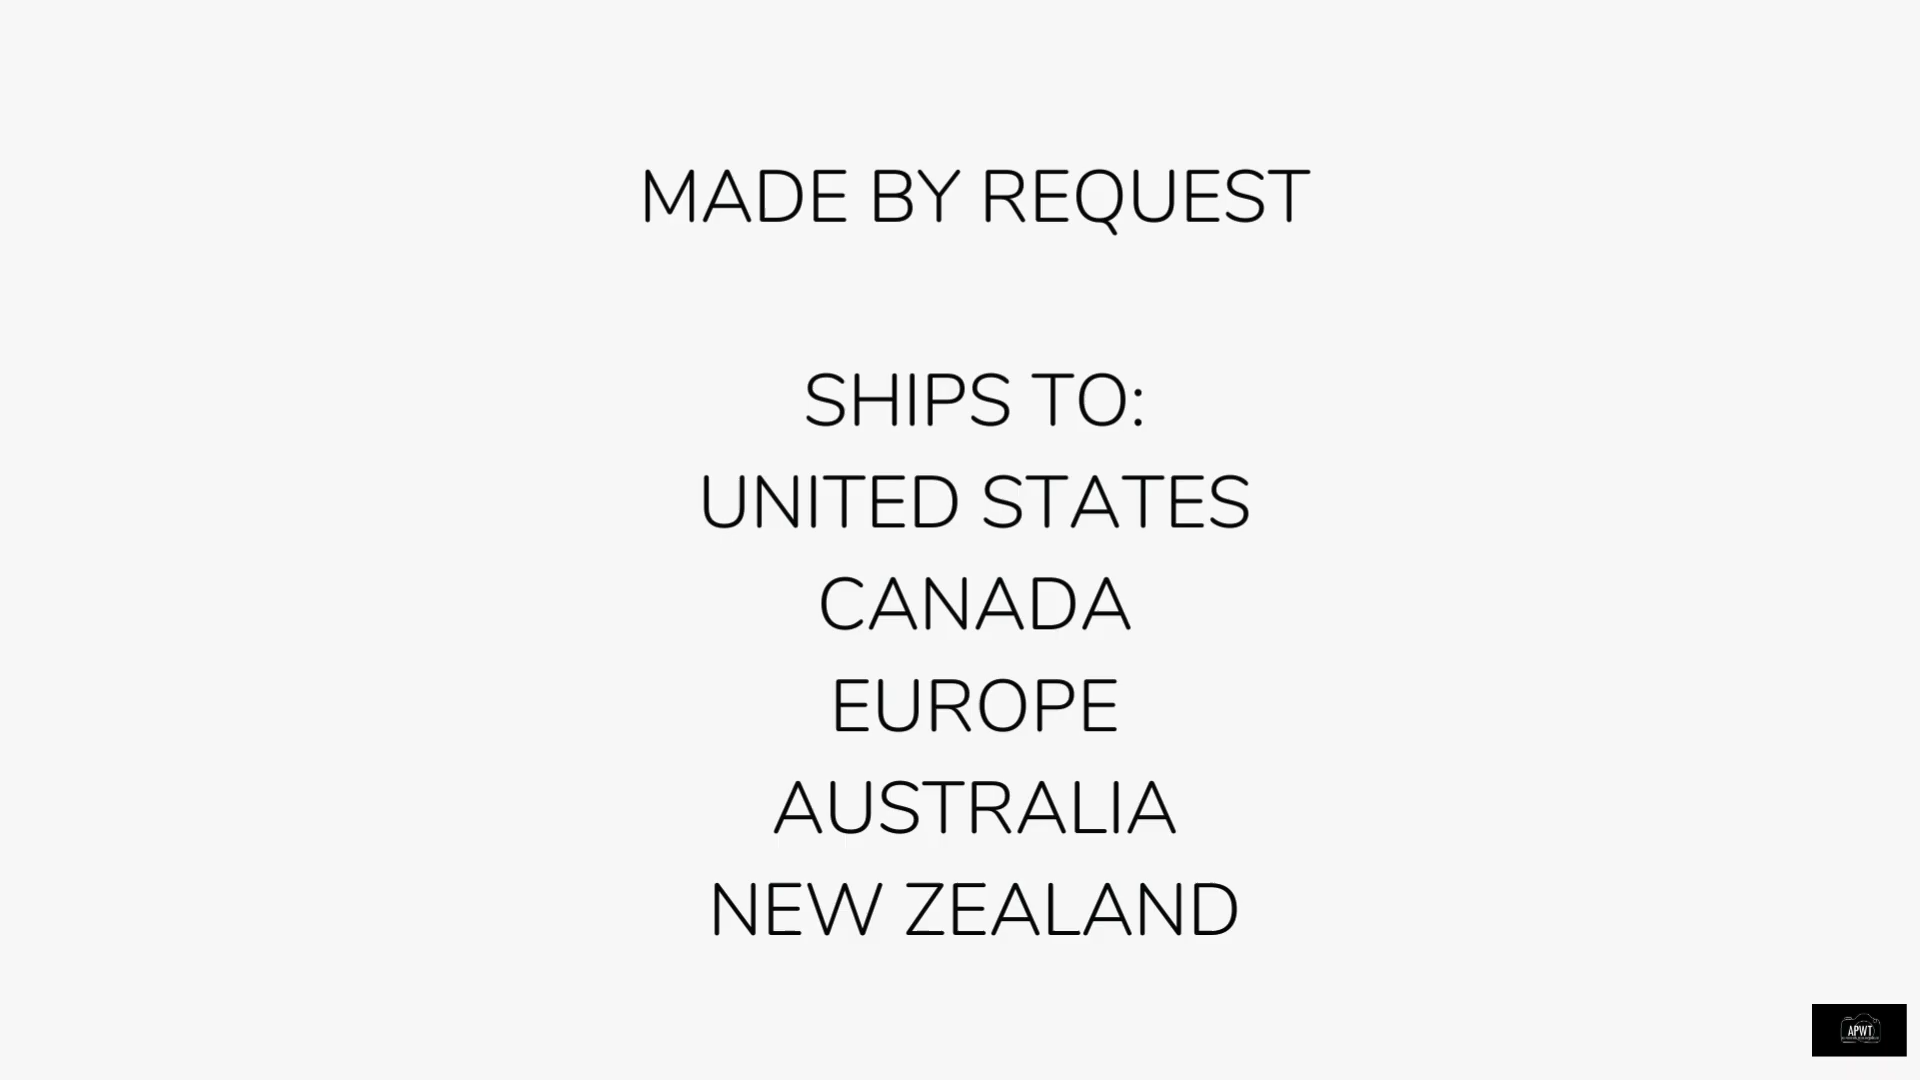 MADE BY REQUEST
SHIPS TO:
UNITED STATES
CANADA
EUROPE
AUSTRALIA
NEW ZEALAND
APWT